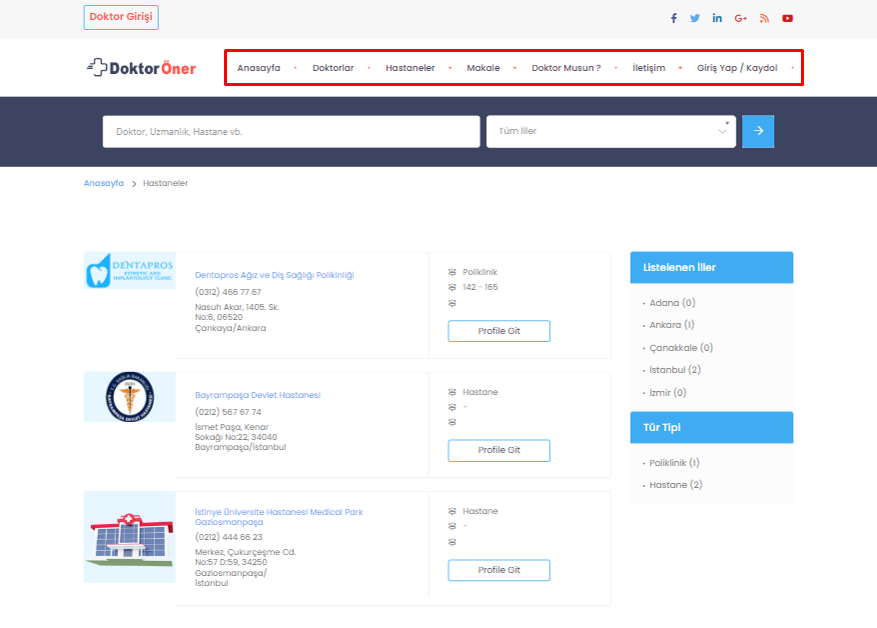 Doktor Girişi
DoktorÖner
Anasayfa
Doktorlar
Hastaneler
Makale
Doktor Musun ?
İletişim
Giriş Yap / Kaydol
Doktor, Uzmanlık, Hastane vb.
Tüm İller
Anasayfa > Hastaneler
DENTAPROS
ESTHETIC AND
IMPLANTOLOGY CLINIC
Dentapros Ağız ve Diş Sağlığı Polikinliği
(0312) 466 77 67
Nasuh Akar, 1405. Sk.
No:6, 06520
Çankaya/Ankara
Poliklinik
142 - 165
Profile Git
Bayrampaşa Devlet Hastanesi
(0212) 567 67 74
İsmet Paşa, Kenar
Sokağı No:22, 34040
Bayrampaşa/İstanbul
Hastane
-
Profile Git
İstinye Üniversite Hastanesi Medical Park
Gaziosmanpaşa
(0212) 444 66 23
Merkez, Çukurçeşme Cd.
No:57 D:59, 34250
Gaziosmanpaşa/
İstanbul
Hastane
-
Profile Git
Listelenen İller
Adana (0)
Ankara (1)
Çanakkale (0)
İstanbul (2)
İzmir (0)
Tür Tipi
Poliklinik (1)
Hastane (2)